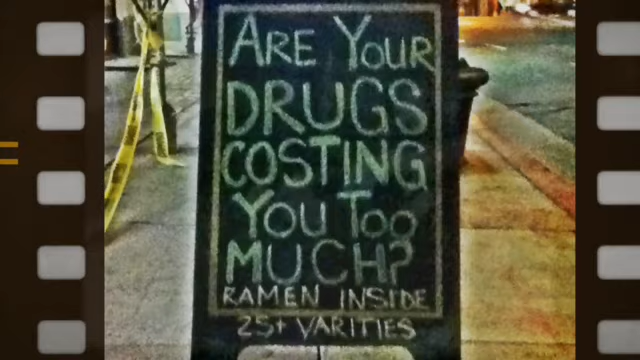 ARE YOUR
DRUGS
COSTING
YOU TOO
MUCH?
RAMEN INSIDE
25+ VARITIES